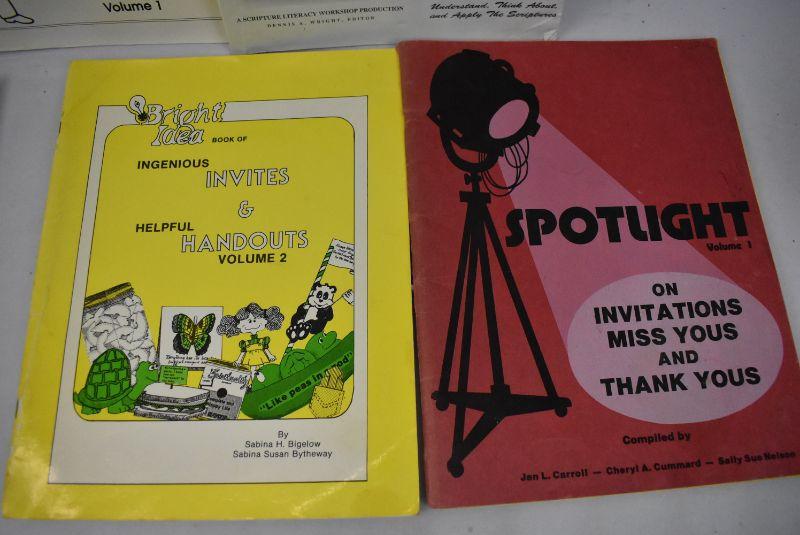 Volume 1
A SCRIPTURE LITERACY WORKSHOP PRODUCTION
DENNIS A. WRIGHT, EDITOR
Understand, Think About,
and Apply The Scriptures
Bright
Idea BOOK OF
INGENIOUS
INVITES
&
HELPFUL
HANDOUTS
VOLUME 2
"Like peas in a pod"
By
Sabina H. Bigelow
Sabina Susan Bytheway
SPOTLIGHT
Volume 1
ON
INVITATIONS
MISS YOUS
AND
THANK YOUS
Compiled by
Jan L. Carroll — Cheryl A. Cummard — Sally Sue Nelson